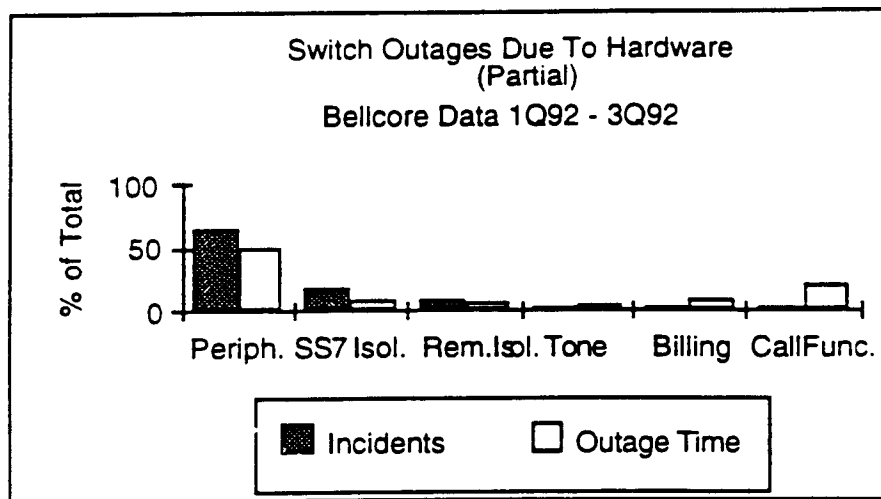 Switch Outages Due To Hardware
(Partial)
Bellcore Data 1Q92 - 3Q92
% of Total
100
50
0
Periph. SS7 Isol. Rem.Isol. Tone Billing CallFunc.
Incidents Outage Time